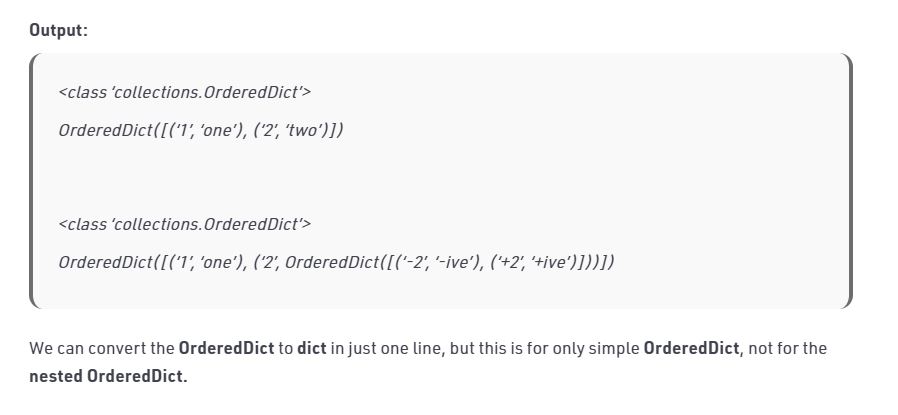 Output:
<class ‘collections.OrderedDict’>
OrderedDict([(‘1’, ‘one’), (‘2’, ‘two’)])
<class ‘collections.OrderedDict’>
OrderedDict([(‘1’, ‘one’), (‘2’, OrderedDict([(‘-2’, ‘-ive’), (‘+2’, ‘+ive’)]))])
We can convert the OrderedDict to dict in just one line, but this is for only simple OrderedDict, not for the
nested OrderedDict.